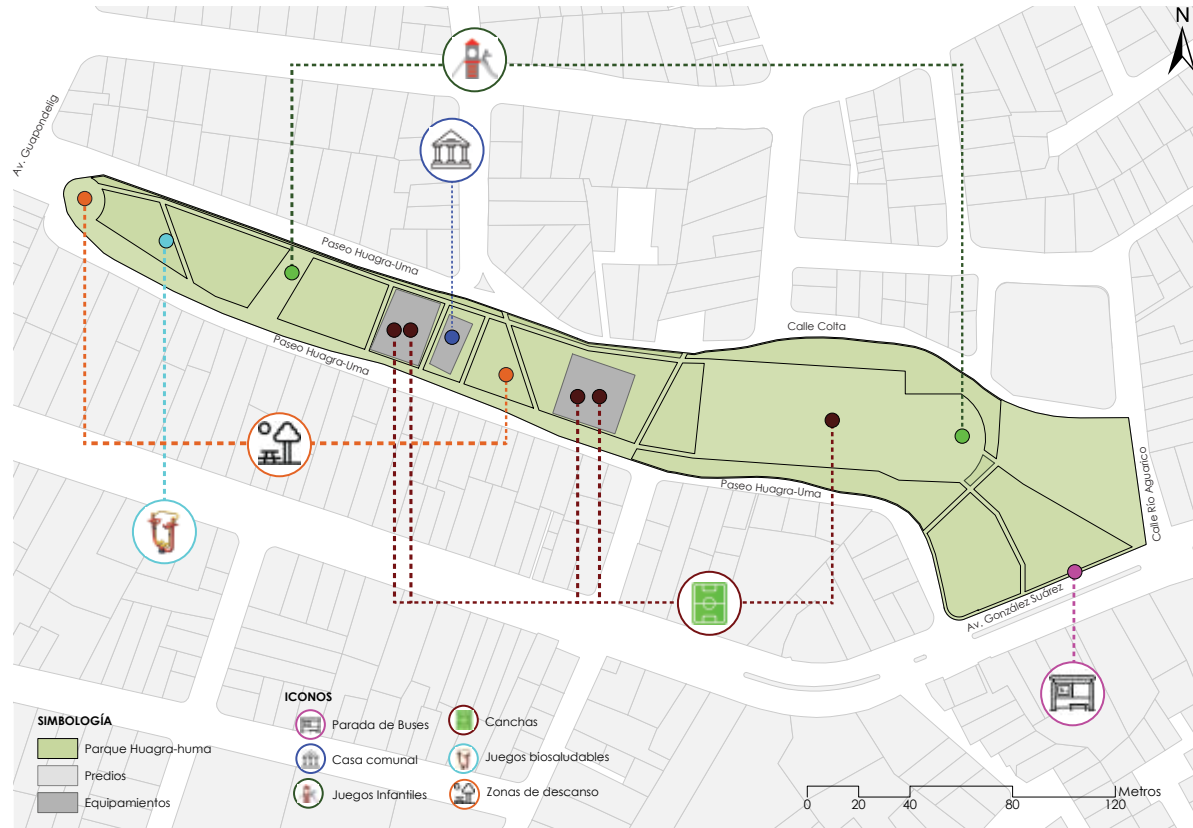 N
Av. Guapondelig
Paseo Huagra-Uma
Paseo Huagra-Uma
Calle Colta
Paseo Huagra-Uma
Calle Río Aguarico
Av. González Suárez
SIMBOLOGÍA
Parque Huagra-huma
Predios
Equipamientos
ICONOS
Parada de Buses
Casa comunal
Juegos Infantiles
Canchas
Juegos biosaludables
Zonas de descanso
Metros
0 20 40 80 120